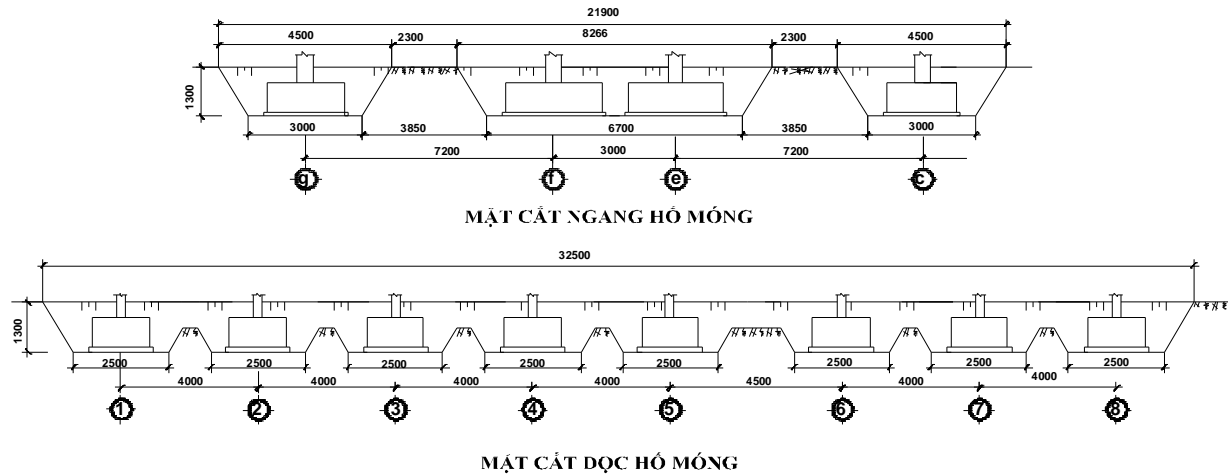 21900
4500 2300 8266 2300 4500
1300
3000 3850 6700 3850 3000
7200 3000 7200
g f e c
MẶT CẮT NGANG HỐ MÓNG
32500
1300
2500 2500 2500 2500 2500 2500 2500 2500
4000 4000 4000 4000 4500 4000 4000
1 2 3 4 5 6 7 8
MẶT CẮT DỌC HỐ MÓNG